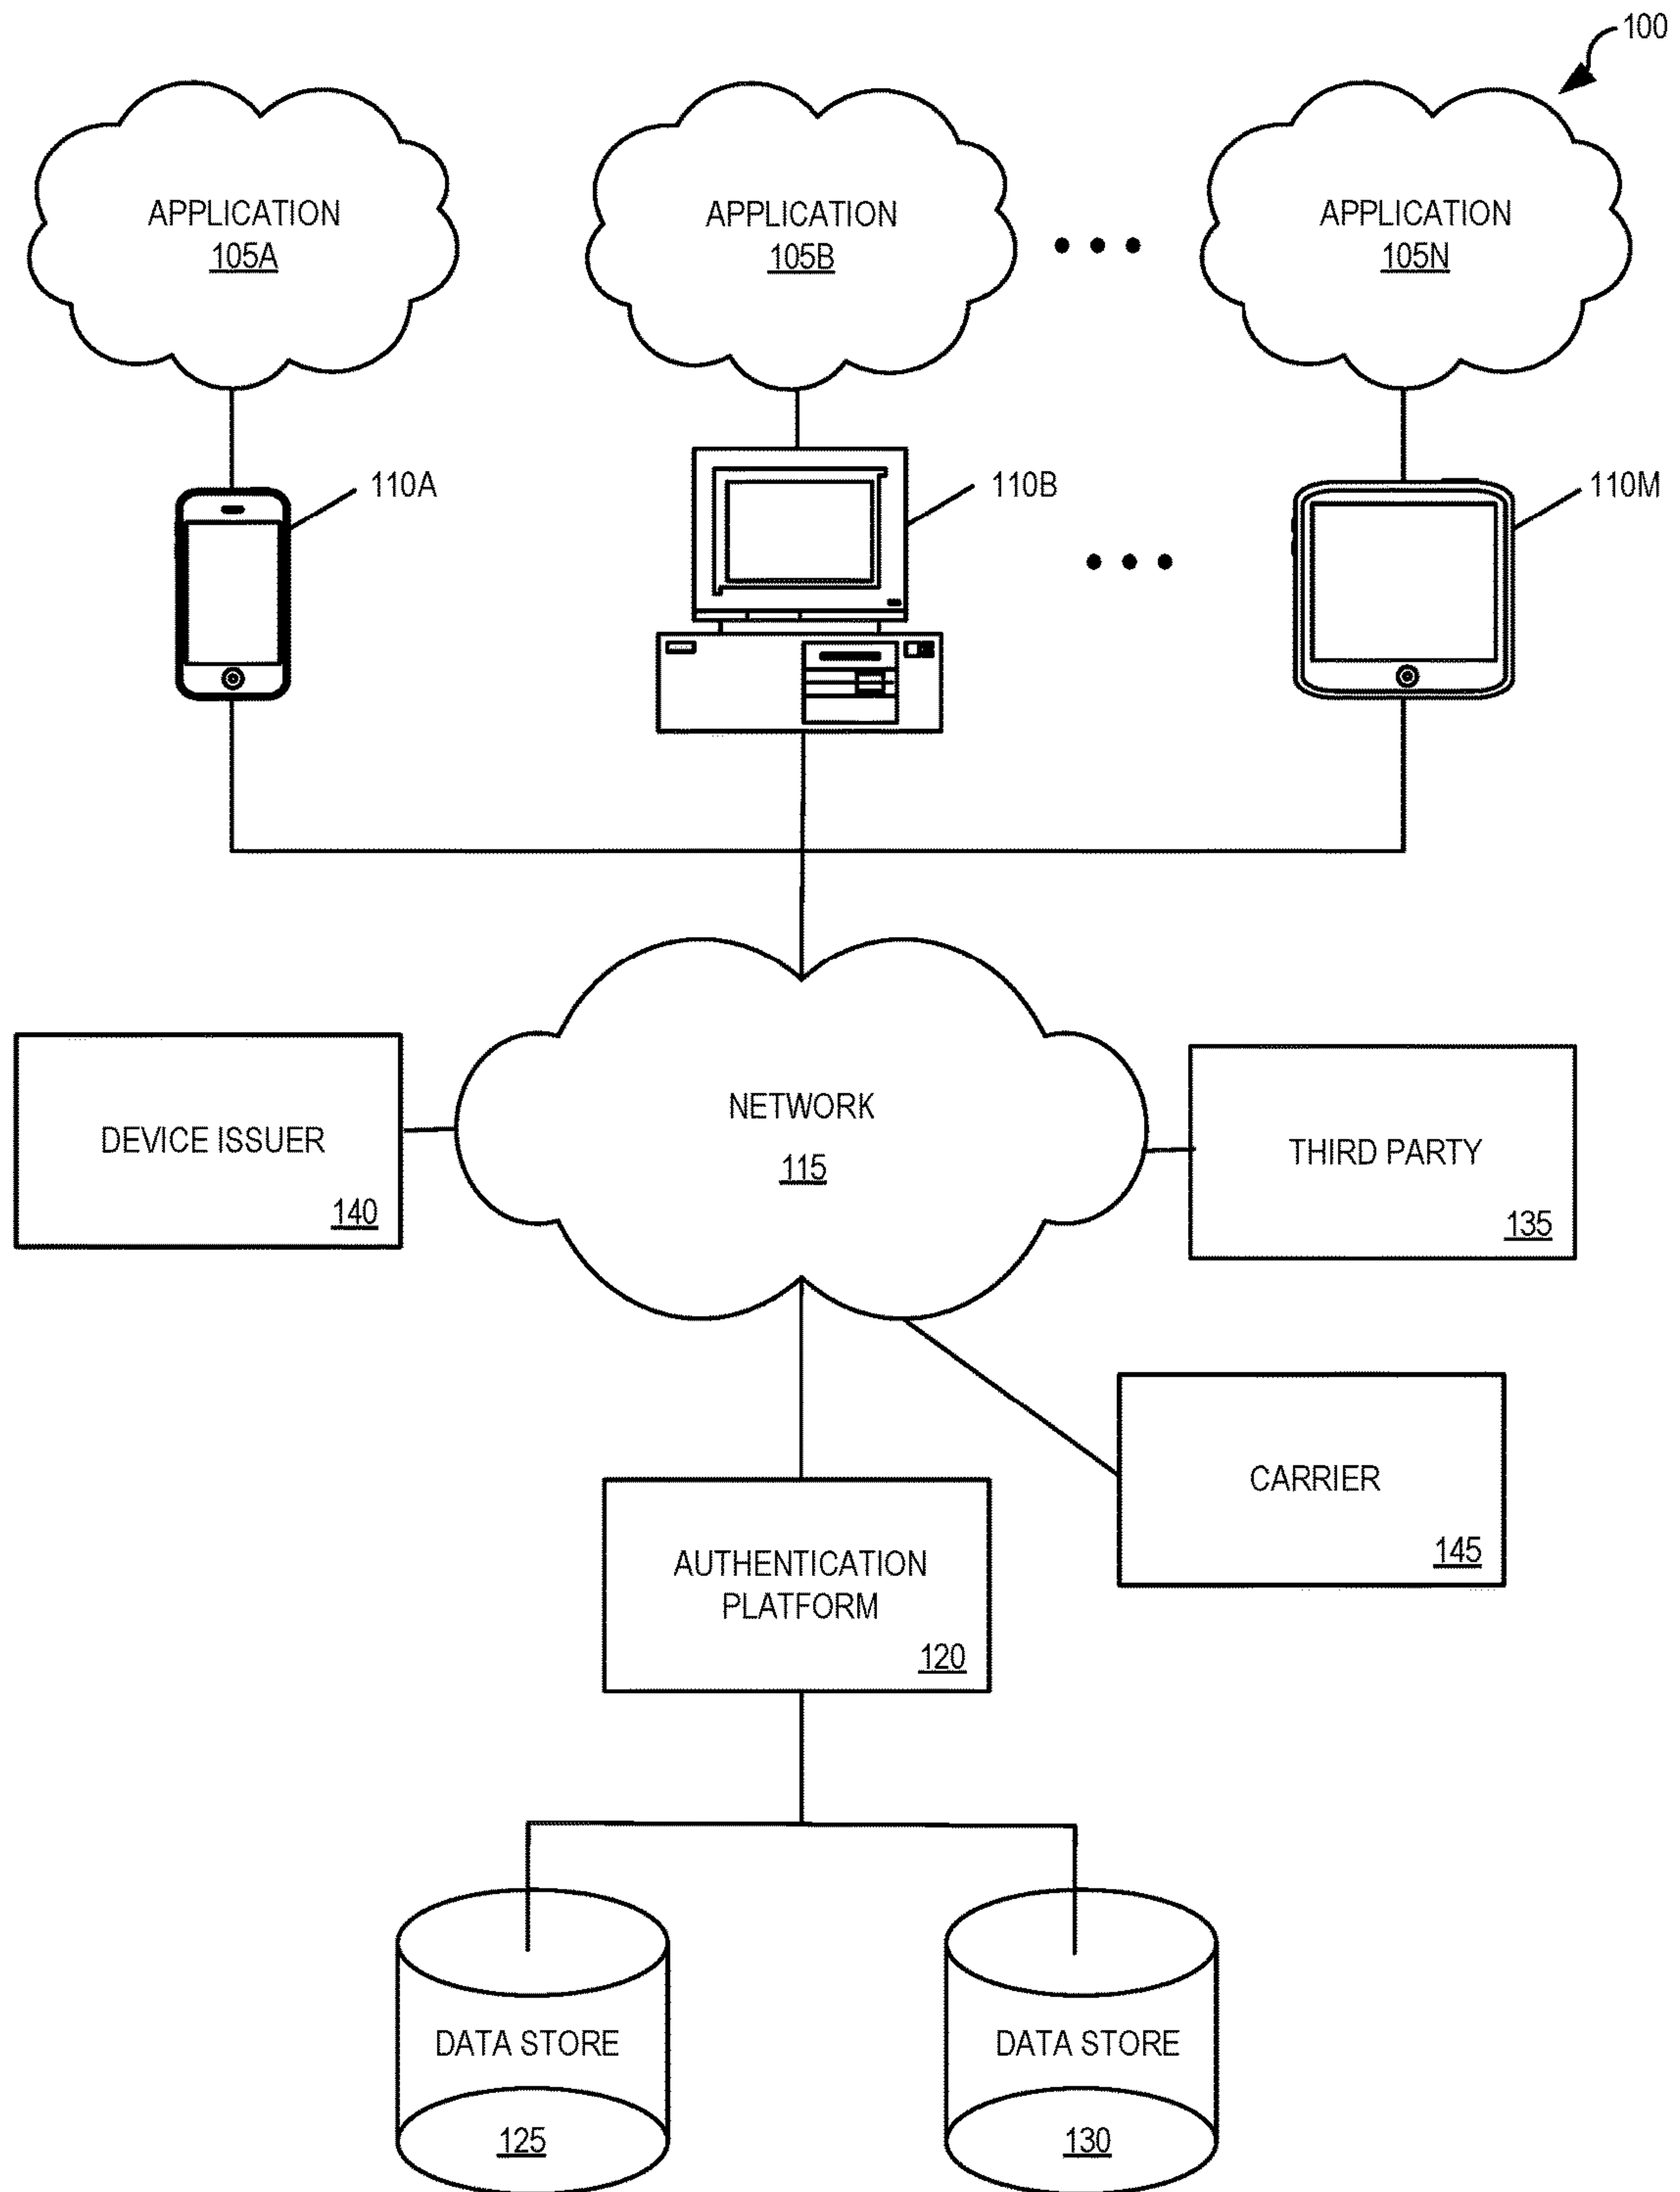 100
APPLICATION
105A
APPLICATION
105B
APPLICATION
105N
110A
110B
110M
NETWORK
115
DEVICE ISSUER
140
THIRD PARTY
135
CARRIER
145
AUTHENTICATION
PLATFORM
120
DATA STORE
125
DATA STORE
130